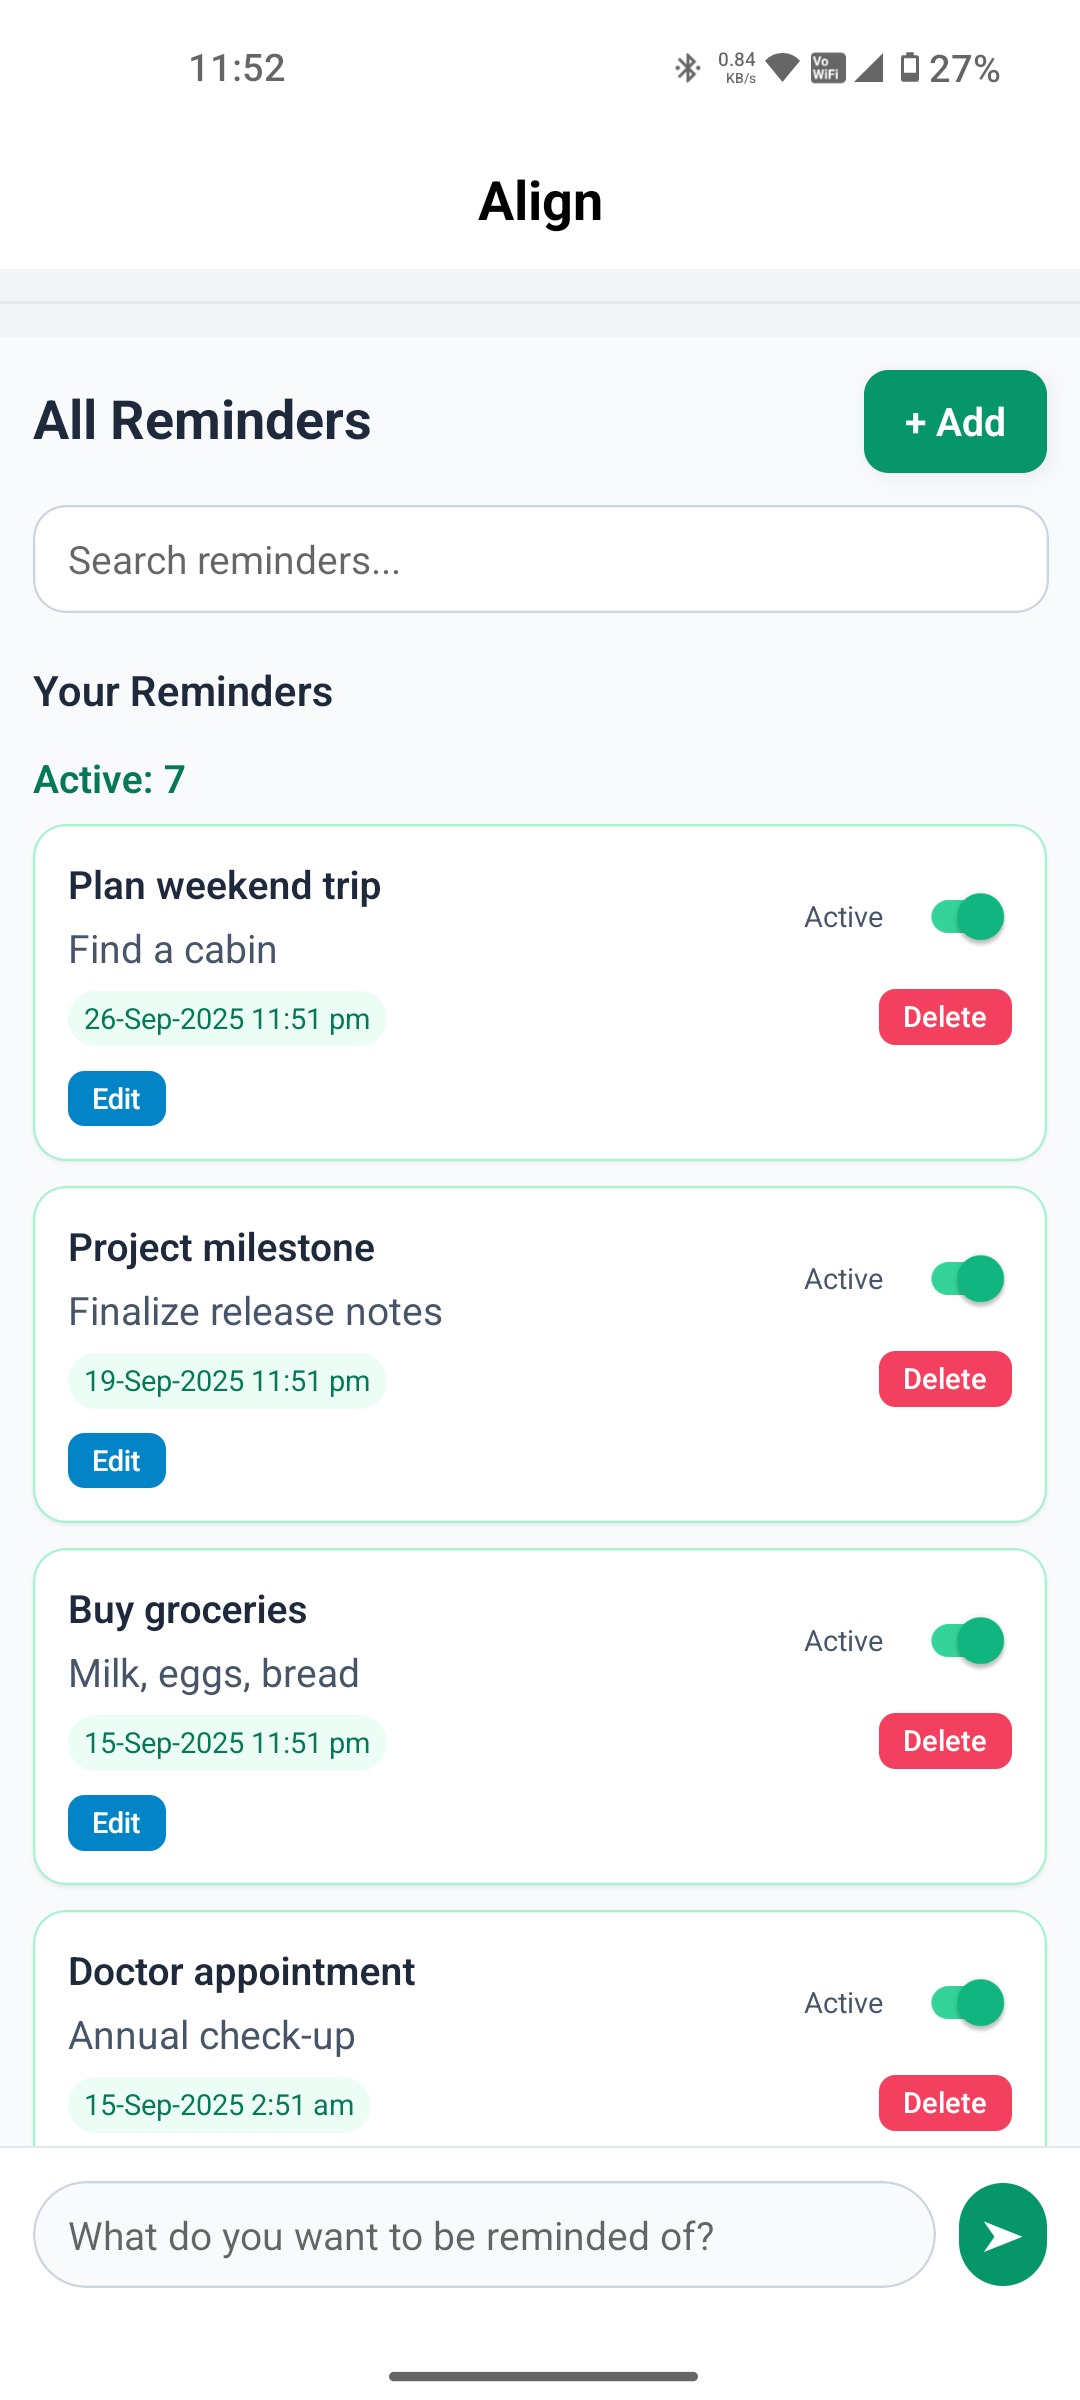 11:52
0.84 KB/s Vo WiFi 27%
Align
All Reminders
+ Add
Search reminders...
Your Reminders
Active: 7
Plan weekend trip
Active
Find a cabin
26-Sep-2025 11:51 pm
Delete
Edit
Project milestone
Active
Finalize release notes
19-Sep-2025 11:51 pm
Delete
Edit
Buy groceries
Active
Milk, eggs, bread
15-Sep-2025 11:51 pm
Delete
Edit
Doctor appointment
Active
Annual check-up
15-Sep-2025 2:51 am
Delete
What do you want to be reminded of?